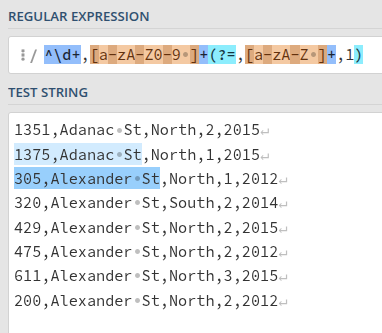 REGULAR EXPRESSION
/ ^\d+,[a-zA-Z0-9·]+(?=,[a-zA-Z·]+,1)
TEST STRING
1351,Adanac·St,North,2,2015↵
1375,Adanac·St,North,1,2015↵
305,Alexander·St,North,1,2012↵
320,Alexander·St,South,2,2014↵
429,Alexander·St,North,2,2015↵
475,Alexander·St,North,2,2012↵
611,Alexander·St,North,3,2015↵
200,Alexander·St,North,2,2012↵